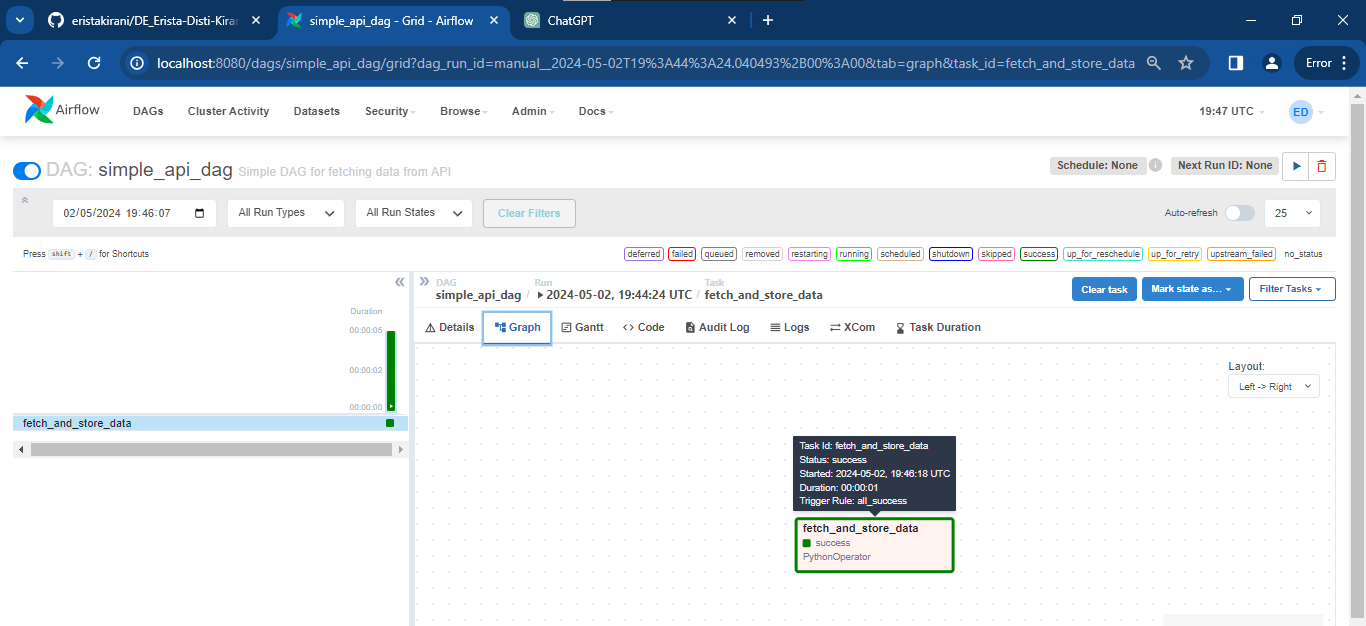 eristakirani/DE_Erista-Disti-Kiran
simple_api_dag - Grid - Airflow
ChatGPT
localhost:8080/dags/simple_api_dag/grid?dag_run_id=manual__2024-05-02T19%3A44%3A24.040493%2B00%3A00&tab=graph&task_id=fetch_and_store_data
Error
Airflow
DAGs
Cluster Activity
Datasets
Security
Browse
Admin
Docs
19:47 UTC
ED
DAG: simple_api_dag Simple DAG for fetching data from API
Schedule: None
Next Run ID: None
02/05/2024 19:46:07
All Run Types
All Run States
Clear Filters
Auto-refresh
25
Press shift + / for Shortcuts
deferred
failed
queued
removed
restarting
running
scheduled
shutdown
skipped
success
up_for_reschedule
up_for_retry
upstream_failed
no_status
Duration
00:00:05
00:00:02
00:00:00
fetch_and_store_data
DAG
simple_api_dag
/
Run
2024-05-02, 19:44:24 UTC
/
Task
fetch_and_store_data
Clear task
Mark state as...
Filter Tasks
Details
Graph
Gantt
Code
Audit Log
Logs
XCom
Task Duration
Layout:
Left -> Right
Task Id: fetch_and_store_data
Status: success
Started: 2024-05-02, 19:46:18 UTC
Duration: 00:00:01
Trigger Rule: all_success
fetch_and_store_data
success
PythonOperator